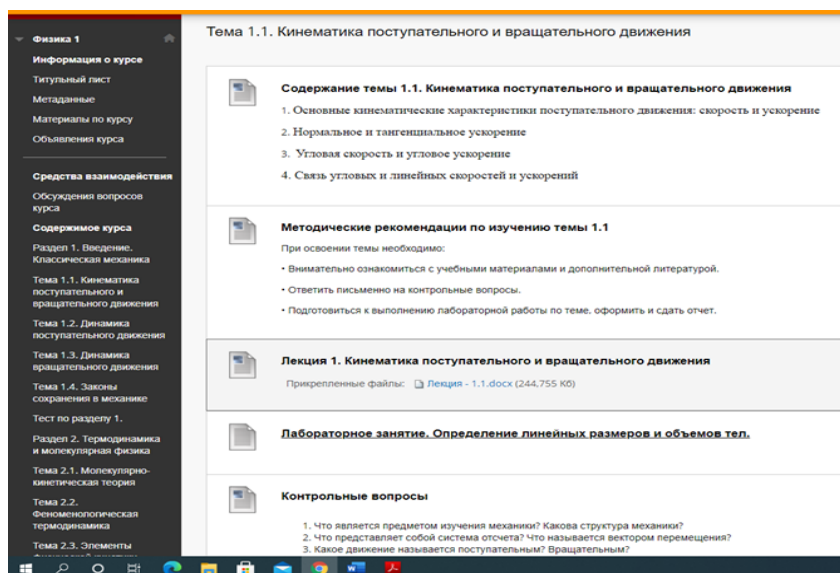 Физика 1
Информация о курсе
Титульный лист
Метаданные
Материалы по курсу
Объявления курса
Средства взаимодействия
Обсуждения вопросов
курса
Содержимое курса
Раздел 1. Введение.
Классическая механика
Тема 1.1. Кинематика
поступательного и
вращательного движения
Тема 1.2. Динамика
поступательного движения
Тема 1.3. Динамика
вращательного движения
Тема 1.4. Законы
сохранения в механике
Тест по разделу 1.
Раздел 2. Термодинамика
и молекулярная физика
Тема 2.1. Молекулярно-
кинетическая теория
Тема 2.2.
Феноменологическая
термодинамика
Тема 2.3. Элементы
Тема 1.1. Кинематика поступательного и вращательного движения
Содержание темы 1.1. Кинематика поступательного и вращательного движения
1. Основные кинематические характеристики поступательного движения: скорость и ускорение
2. Нормальное и тангенциальное ускорение
3. Угловая скорость и угловое ускорение
4. Связь угловых и линейных скоростей и ускорений
Методические рекомендации по изучению темы 1.1
При освоении темы необходимо:
• Внимательно ознакомиться с учебными материалами и дополнительной литературой.
• Ответить письменно на контрольные вопросы.
• Подготовиться к выполнению лабораторной работы по теме, оформить и сдать отчет.
Лекция 1. Кинематика поступательного и вращательного движения
Прикрепленные файлы: Лекция - 1.1.docx (244,755 Кб)
Лабораторное занятие. Определение линейных размеров и объемов тел.
Контрольные вопросы
1. Что является предметом изучения механики? Какова структура механики?
2. Что представляет собой система отсчета? Что называется вектором перемещения?
3. Какое движение называется поступательным? Вращательным?